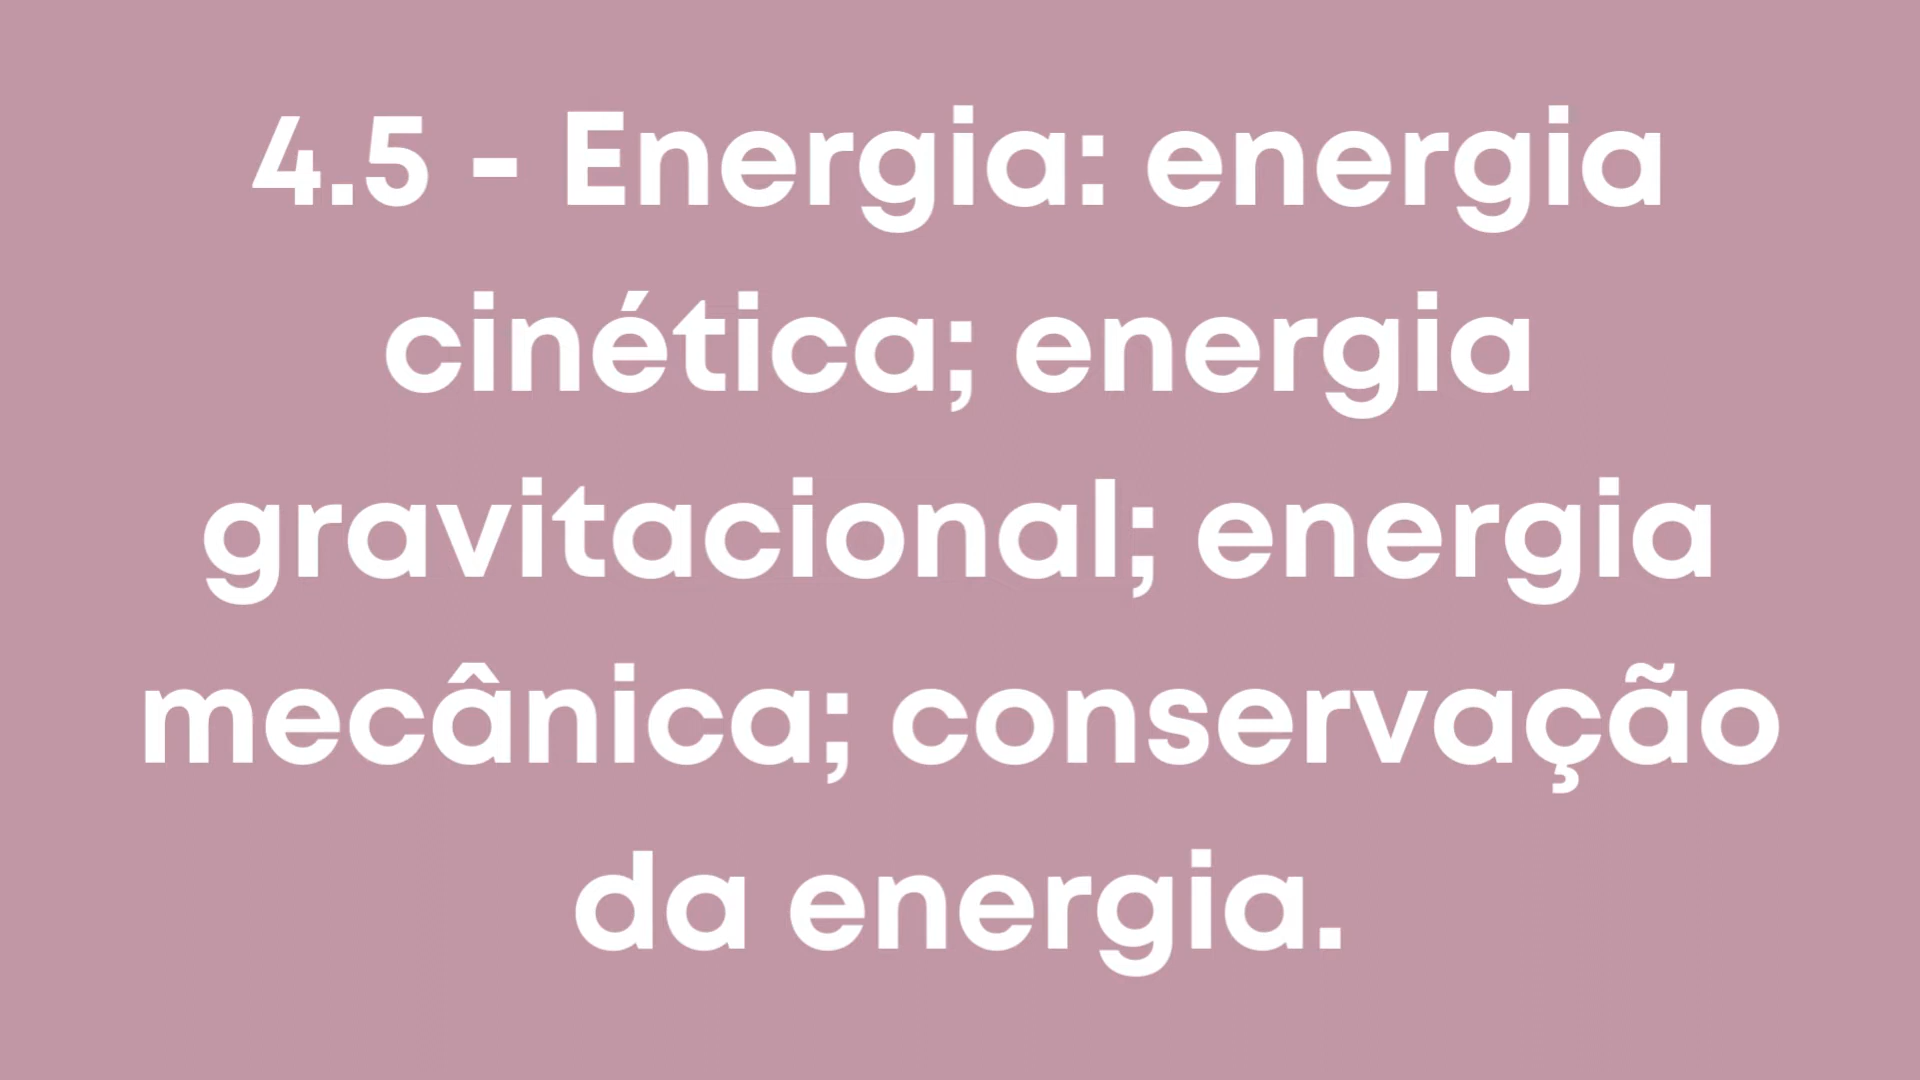 4.5 - Energia: energia
cinética; energia
gravitacional; energia
mecânica; conservação
da energia.